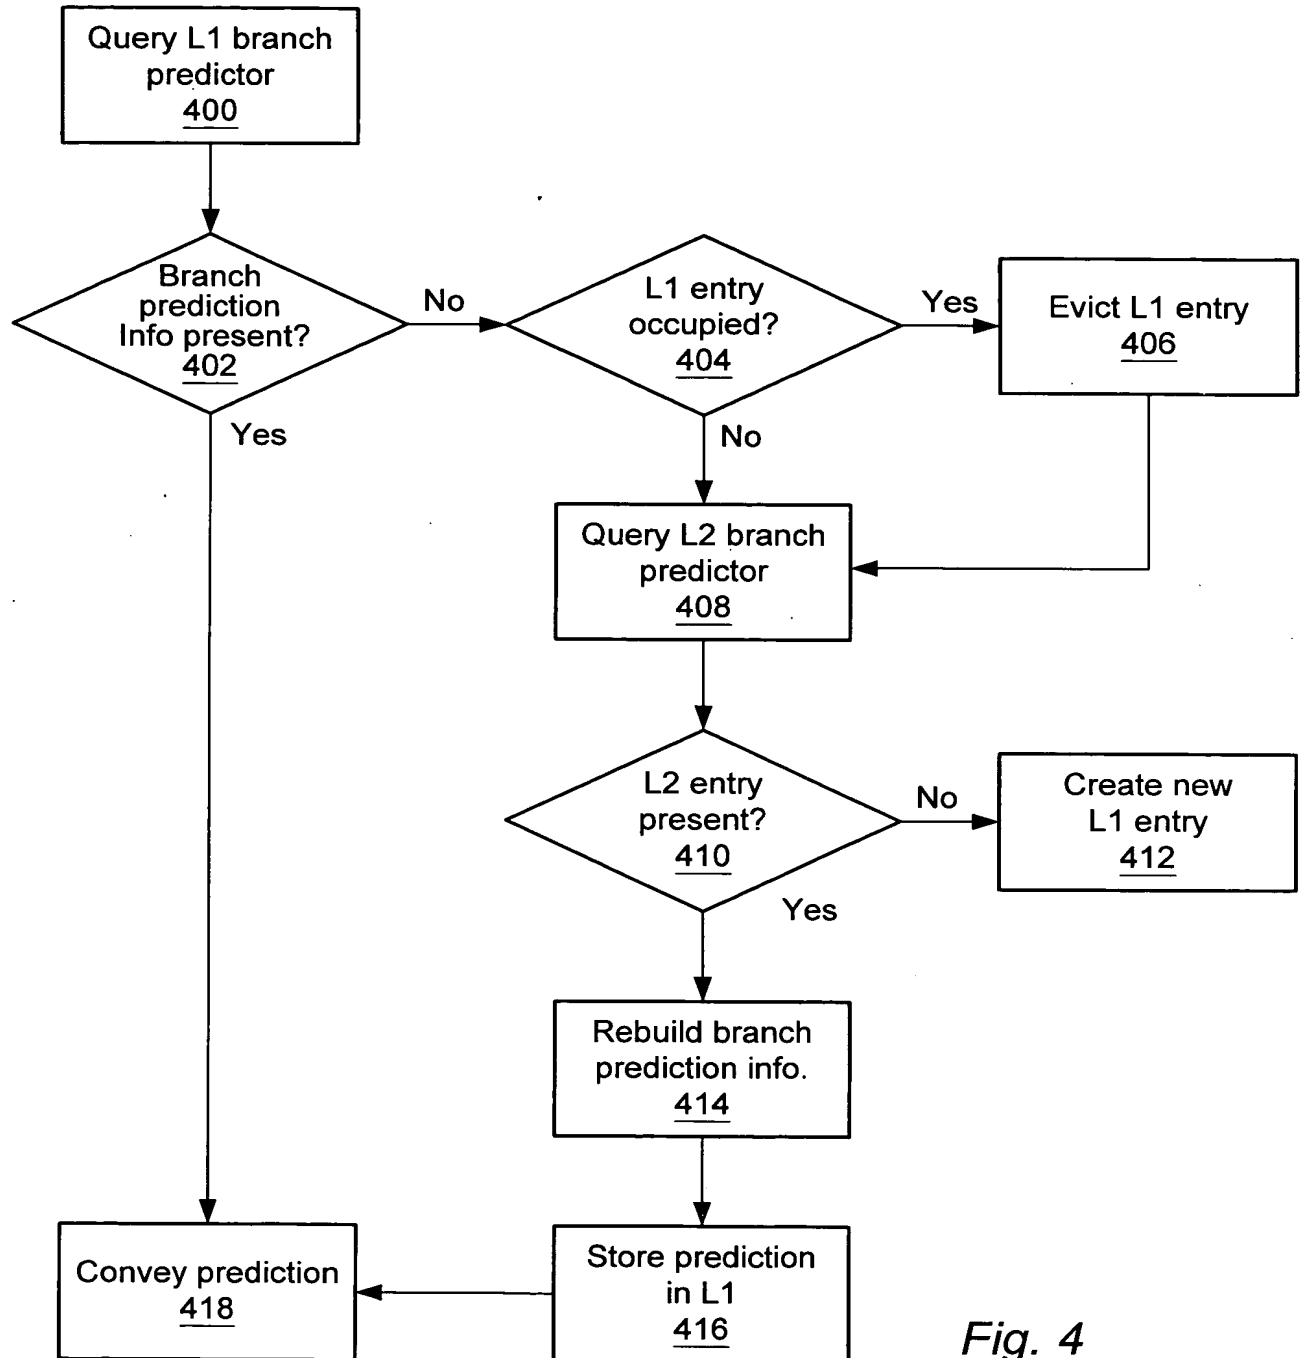 Query L1 branch
predictor
400
Branch
prediction
Info present?
402
No
L1 entry
occupied?
404
Yes
Evict L1 entry
406
Yes
No
Query L2 branch
predictor
408
L2 entry
present?
410
No
Create new
L1 entry
412
Yes
Rebuild branch
prediction info.
414
Convey prediction
418
Store prediction
in L1
416
Fig. 4